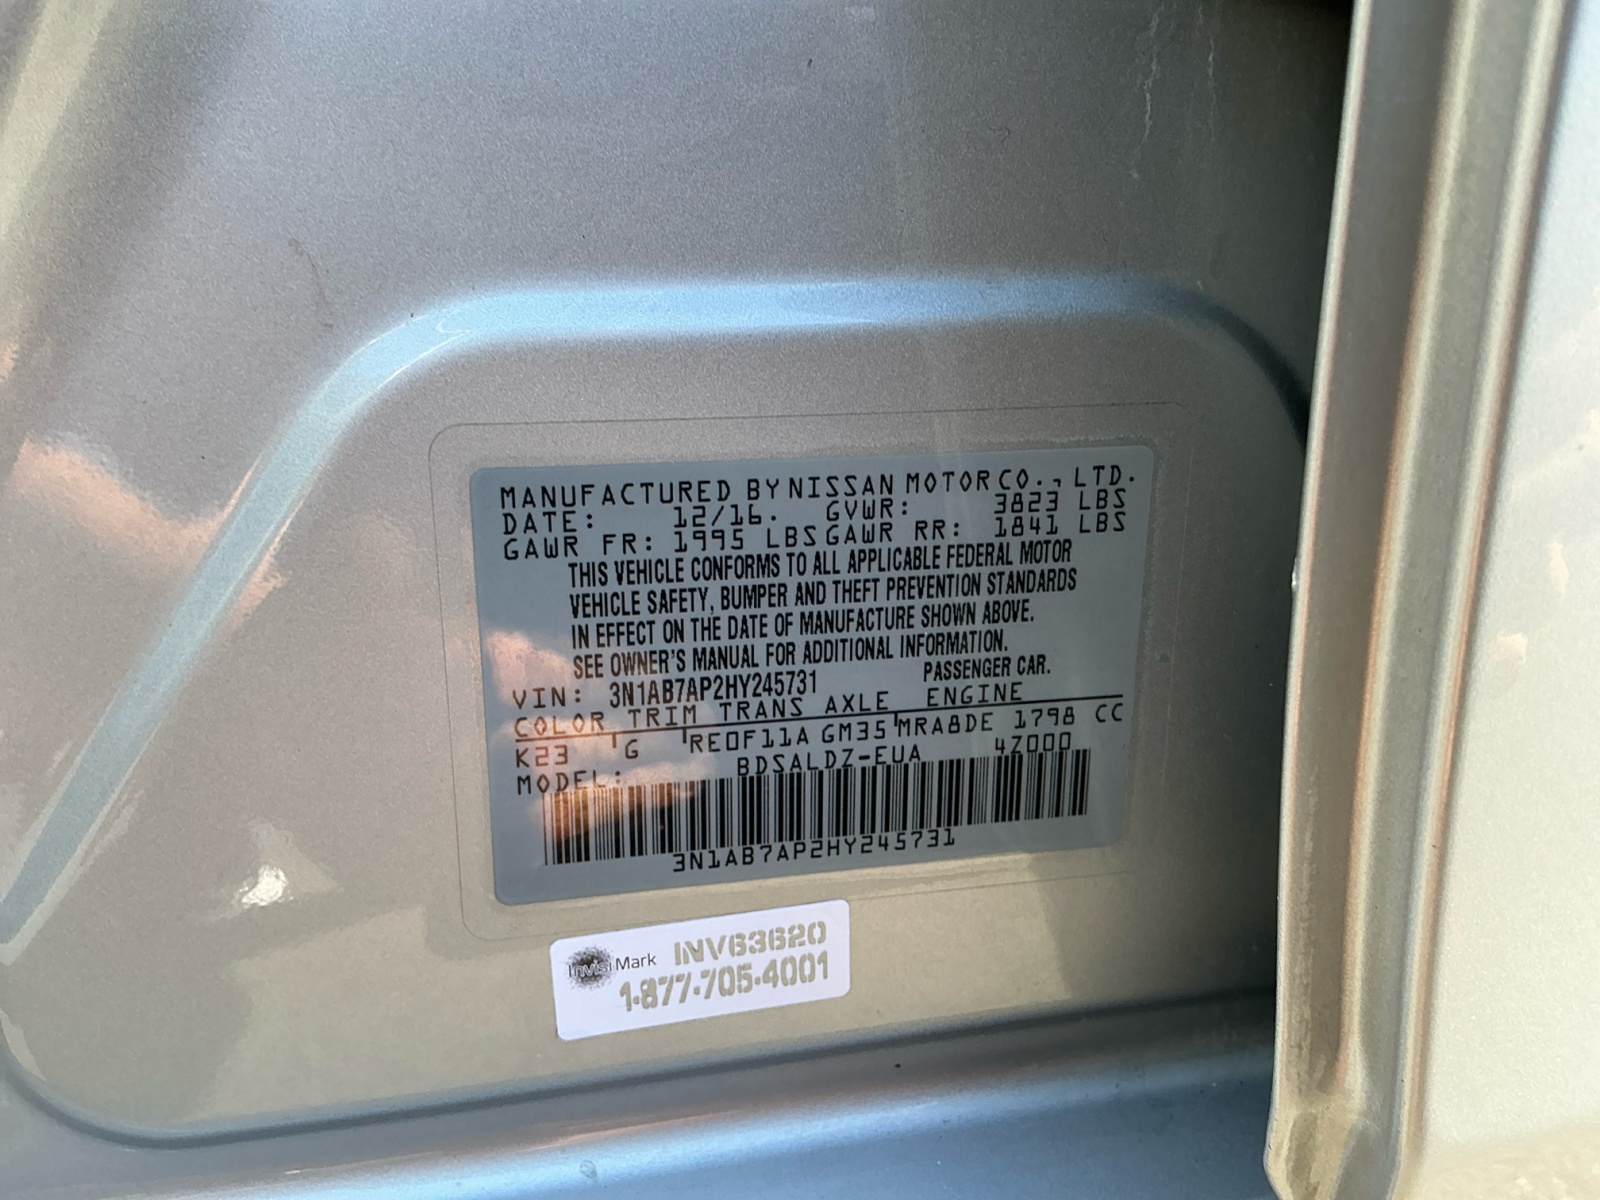 MANUFACTURED BY NISSAN MOTOR CO., LTD.
DATE: 12/16. GVWR: 3823 LBS
GAWR FR: 1995 LBS GAWR RR: 1841 LBS
THIS VEHICLE CONFORMS TO ALL APPLICABLE FEDERAL MOTOR
VEHICLE SAFETY, BUMPER AND THEFT PREVENTION STANDARDS
IN EFFECT ON THE DATE OF MANUFACTURE SHOWN ABOVE.
SEE OWNER'S MANUAL FOR ADDITIONAL INFORMATION.
VIN: 3N1AB7AP2HY245731 PASSENGER CAR.
COLOR TRIM TRANS AXLE ENGINE
K23 G RE0F11A GM35 MRA8DE 1798 CC
MODEL: BDSALDZ-EUA 4Z000
3N1AB7AP2HY245731
InvisiMark INV63620
1-877-705-4001